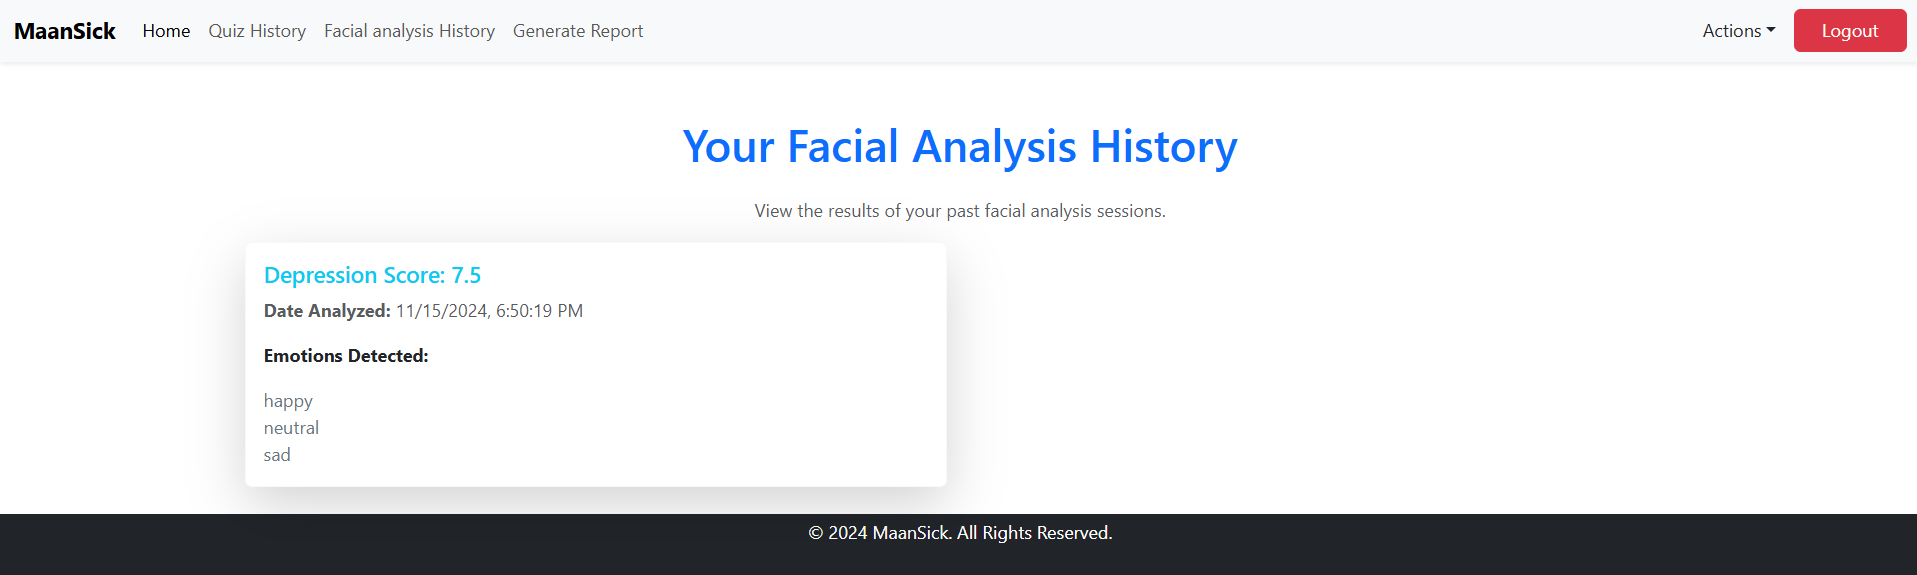 MaanSick Home Quiz History Facial analysis History Generate Report Actions Logout
Your Facial Analysis History
View the results of your past facial analysis sessions.
Depression Score: 7.5
Date Analyzed: 11/15/2024, 6:50:19 PM
Emotions Detected:
happy
neutral
sad
© 2024 MaanSick. All Rights Reserved.